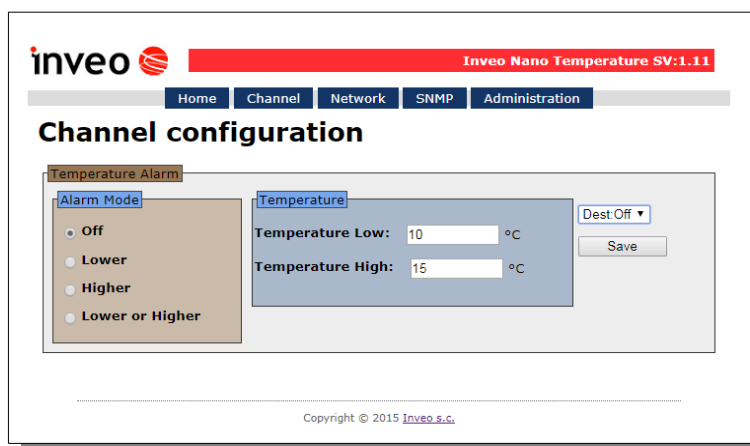 inveo
Inveo Nano Temperature SV:1.11
Home Channel Network SNMP Administration
Channel configuration
Temperature Alarm
Alarm Mode
Off
Lower
Higher
Lower or Higher
Temperature
Temperature Low: 10 °C
Temperature High: 15 °C
Dest:Off
Save
Copyright © 2015 Inveo s.c.